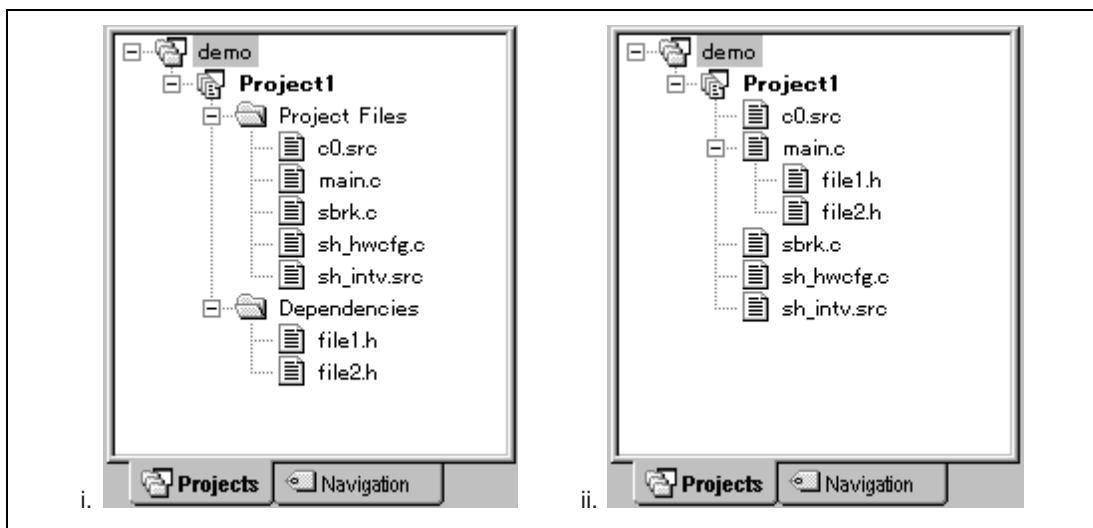 demo
Project1
Project Files
c0.src
main.c
sbrk.c
sh_hwcfg.c
sh_intv.src
Dependencies
file1.h
file2.h
Projects
Navigation
i.
demo
Project1
c0.src
main.c
file1.h
file2.h
sbrk.c
sh_hwcfg.c
sh_intv.src
Projects
Navigation
ii.